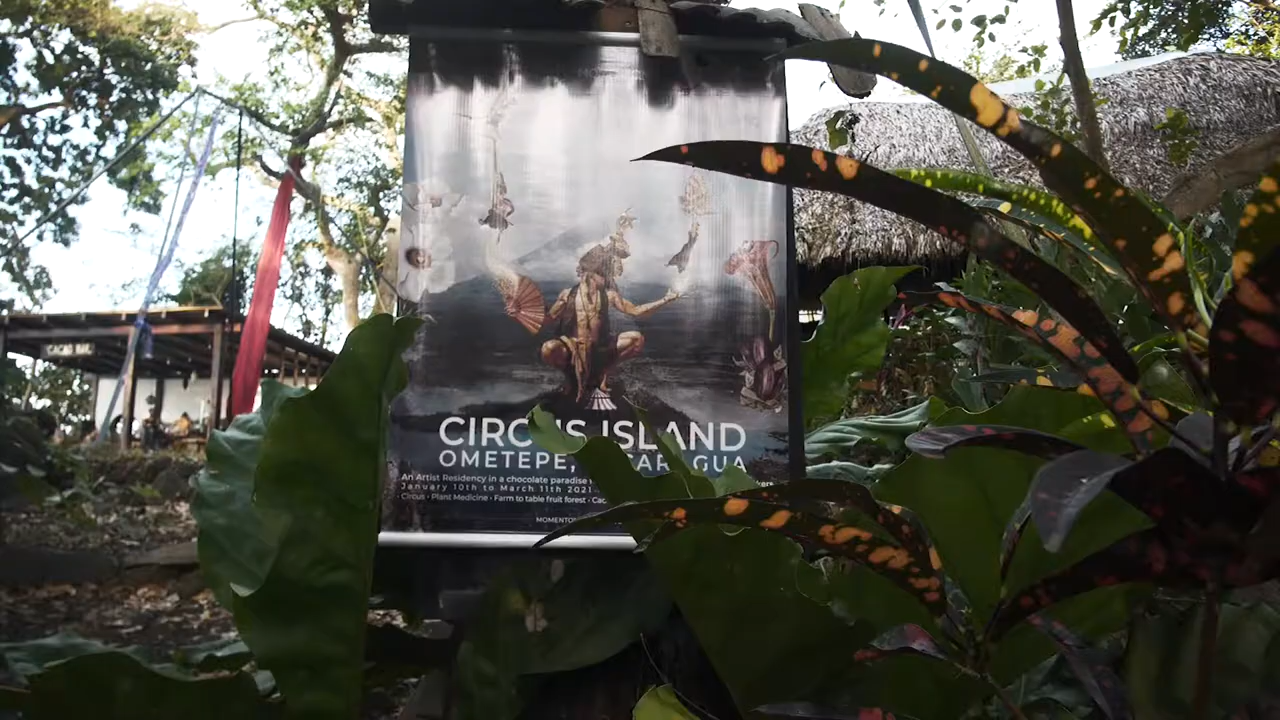 CACAO BAR
CIRCUS ISLAND
OMETEPE, NICARAGUA
An Artist Residency in a chocolate paradise
January 10th to March 11th 2021
· Circus · Plant Medicine · Farm to table fruit forest ·